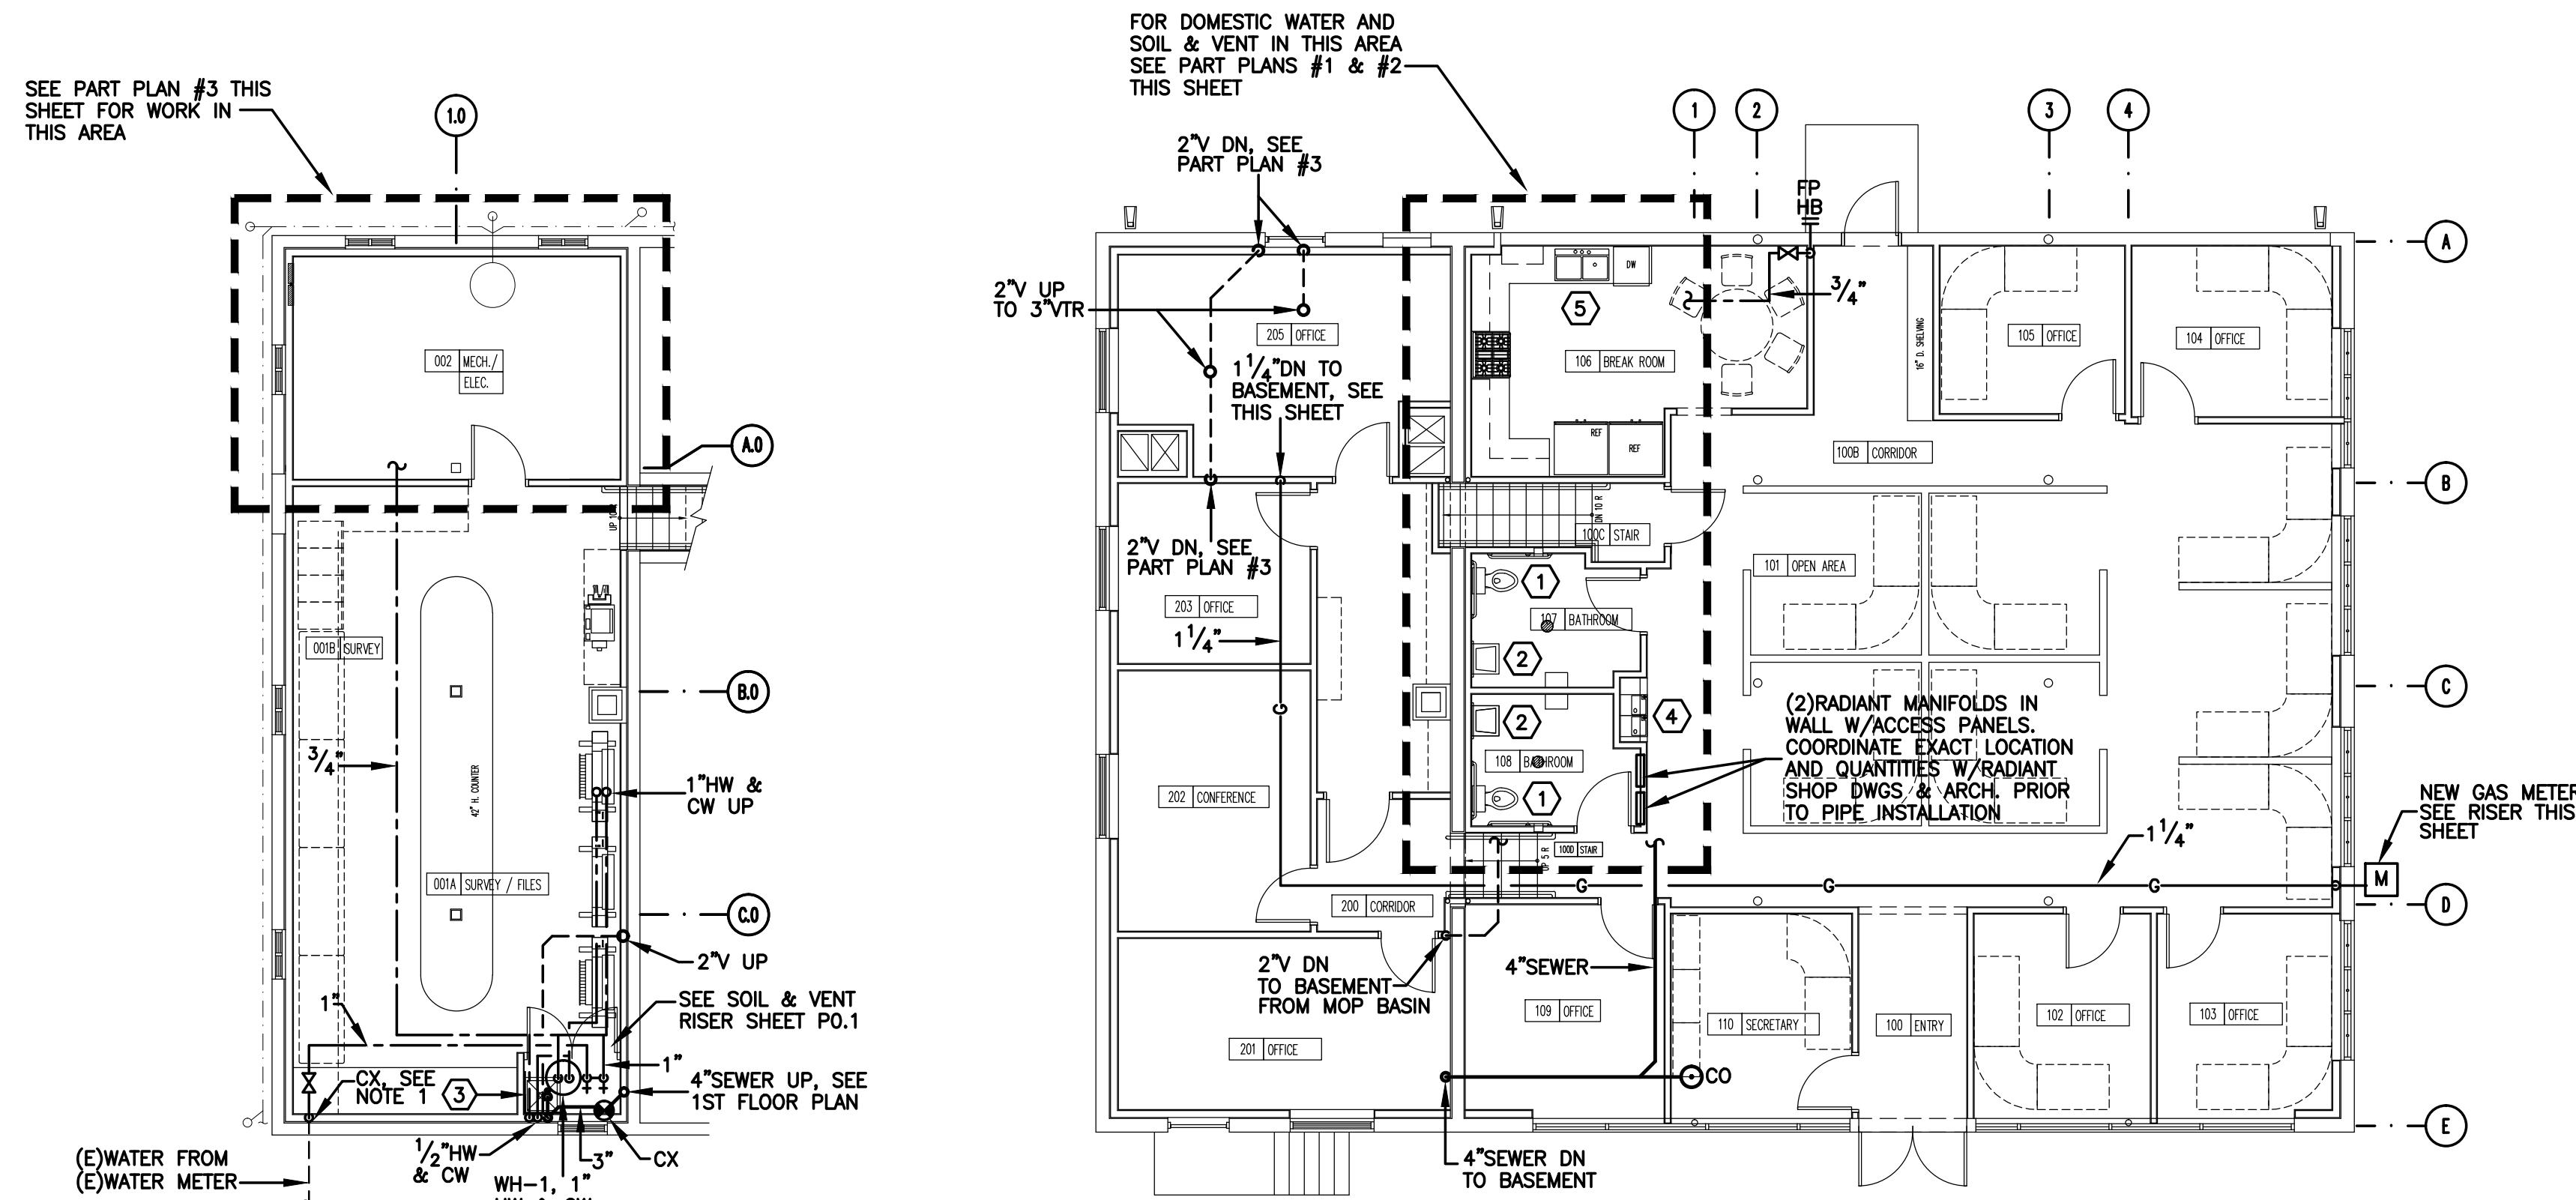 SEE PART PLAN #3 THIS
SHEET FOR WORK IN
THIS AREA
1.0
002 MECH./
ELEC.
A.0
UP 10 R
001B SURVEY
B.0
3/4"
42" H. COUNTER
1"HW &
CW UP
001A SURVEY / FILES
C.0
2"V UP
1"
SEE SOIL & VENT
RISER SHEET P0.1
1"
CX, SEE
NOTE 1
3
4"SEWER UP, SEE
1ST FLOOR PLAN
(E)WATER FROM
(E)WATER METER
1/2"HW
& CW
WH-1, 1"
3"
CX
FOR DOMESTIC WATER AND
SOIL & VENT IN THIS AREA
SEE PART PLANS #1 & #2
THIS SHEET
2"V DN, SEE
PART PLAN #3
1
2
3
4
FP
HB
A
2"V UP
TO 3"VTR
205 OFFICE
1 1/4"DN TO
BASEMENT, SEE
THIS SHEET
DW
5
3/4"
106 BREAK ROOM
16" D. SHELVING
105 OFFICE
104 OFFICE
REF
REF
100B CORRIDOR
B
DN 10 R
100C STAIR
2"V DN, SEE
PART PLAN #3
1
101 OPEN AREA
203 OFFICE
107 BATHROOM
1 1/4"
2
C
G
2
4
(2)RADIANT MANIFOLDS IN
WALL W/ACCESS PANELS.
COORDINATE EXACT LOCATION
AND QUANTITIES W/RADIANT
SHOP DWGS & ARCH. PRIOR
TO PIPE INSTALLATION
108 BATHROOM
202 CONFERENCE
1
NEW GAS METER
SEE RISER THIS
SHEET
1 1/4"
100D STAIR
UP 5 R
G
G
G
M
200 CORRIDOR
D
2"V DN
TO BASEMENT
FROM MOP BASIN
4"SEWER
109 OFFICE
110 SECRETARY
100 ENTRY
102 OFFICE
103 OFFICE
201 OFFICE
CO
E
4"SEWER DN
TO BASEMENT